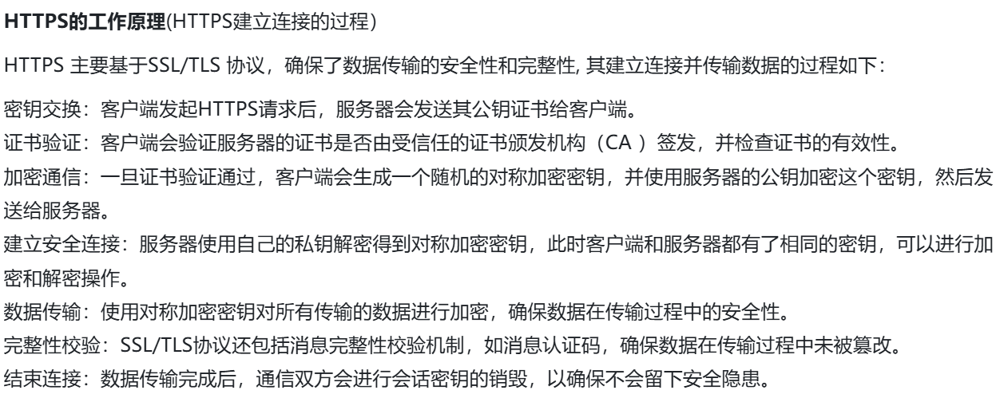 HTTPS的工作原理(HTTPS建立连接的过程）
HTTPS 主要基于SSL/TLS 协议，确保了数据传输的安全性和完整性, 其建立连接并传输数据的过程如下：
密钥交换：客户端发起HTTPS请求后，服务器会发送其公钥证书给客户端。
证书验证：客户端会验证服务器的证书是否由受信任的证书颁发机构（CA ）签发，并检查证书的有效性。
加密通信：一旦证书验证通过，客户端会生成一个随机的对称加密密钥，并使用服务器的公钥加密这个密钥，然后发
送给服务器。
建立安全连接：服务器使用自己的私钥解密得到对称加密密钥，此时客户端和服务器都有了相同的密钥，可以进行加
密和解密操作。
数据传输：使用对称加密密钥对所有传输的数据进行加密，确保数据在传输过程中的安全性。
完整性校验：SSL/TLS协议还包括消息完整性校验机制，如消息认证码，确保数据在传输过程中未被篡改。
结束连接：数据传输完成后，通信双方会进行会话密钥的销毁，以确保不会留下安全隐患。